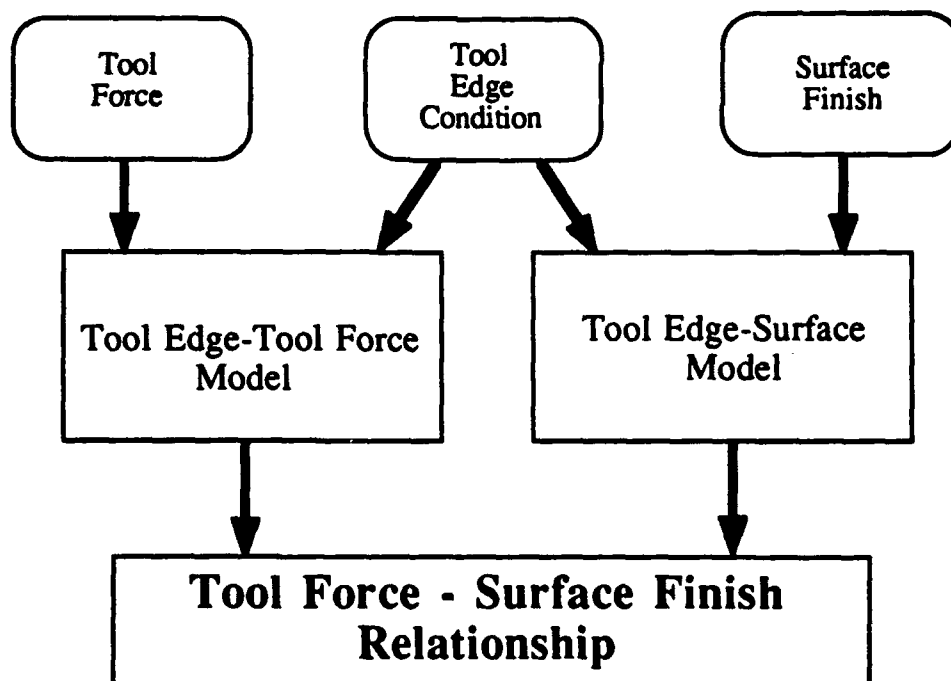 Tool
Force
Tool
Edge
Condition
Surface
Finish
Tool Edge-Tool Force
Model
Tool Edge-Surface
Model
Tool Force - Surface Finish
Relationship